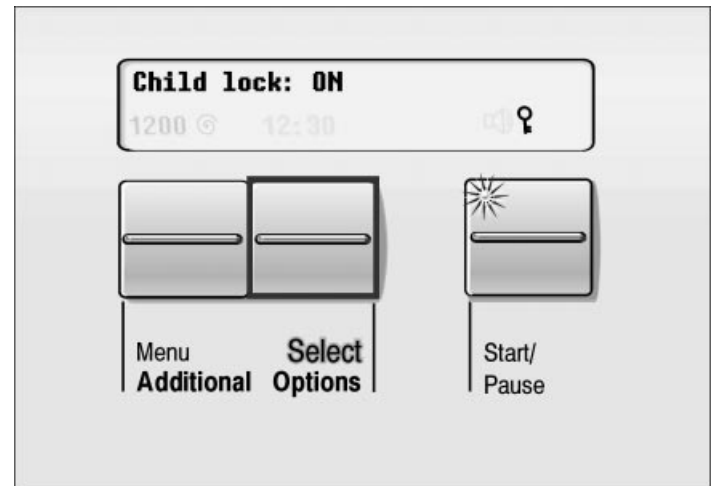 Child lock: ON
1200 12:30
Menu Select
Additional Options
Start/
Pause